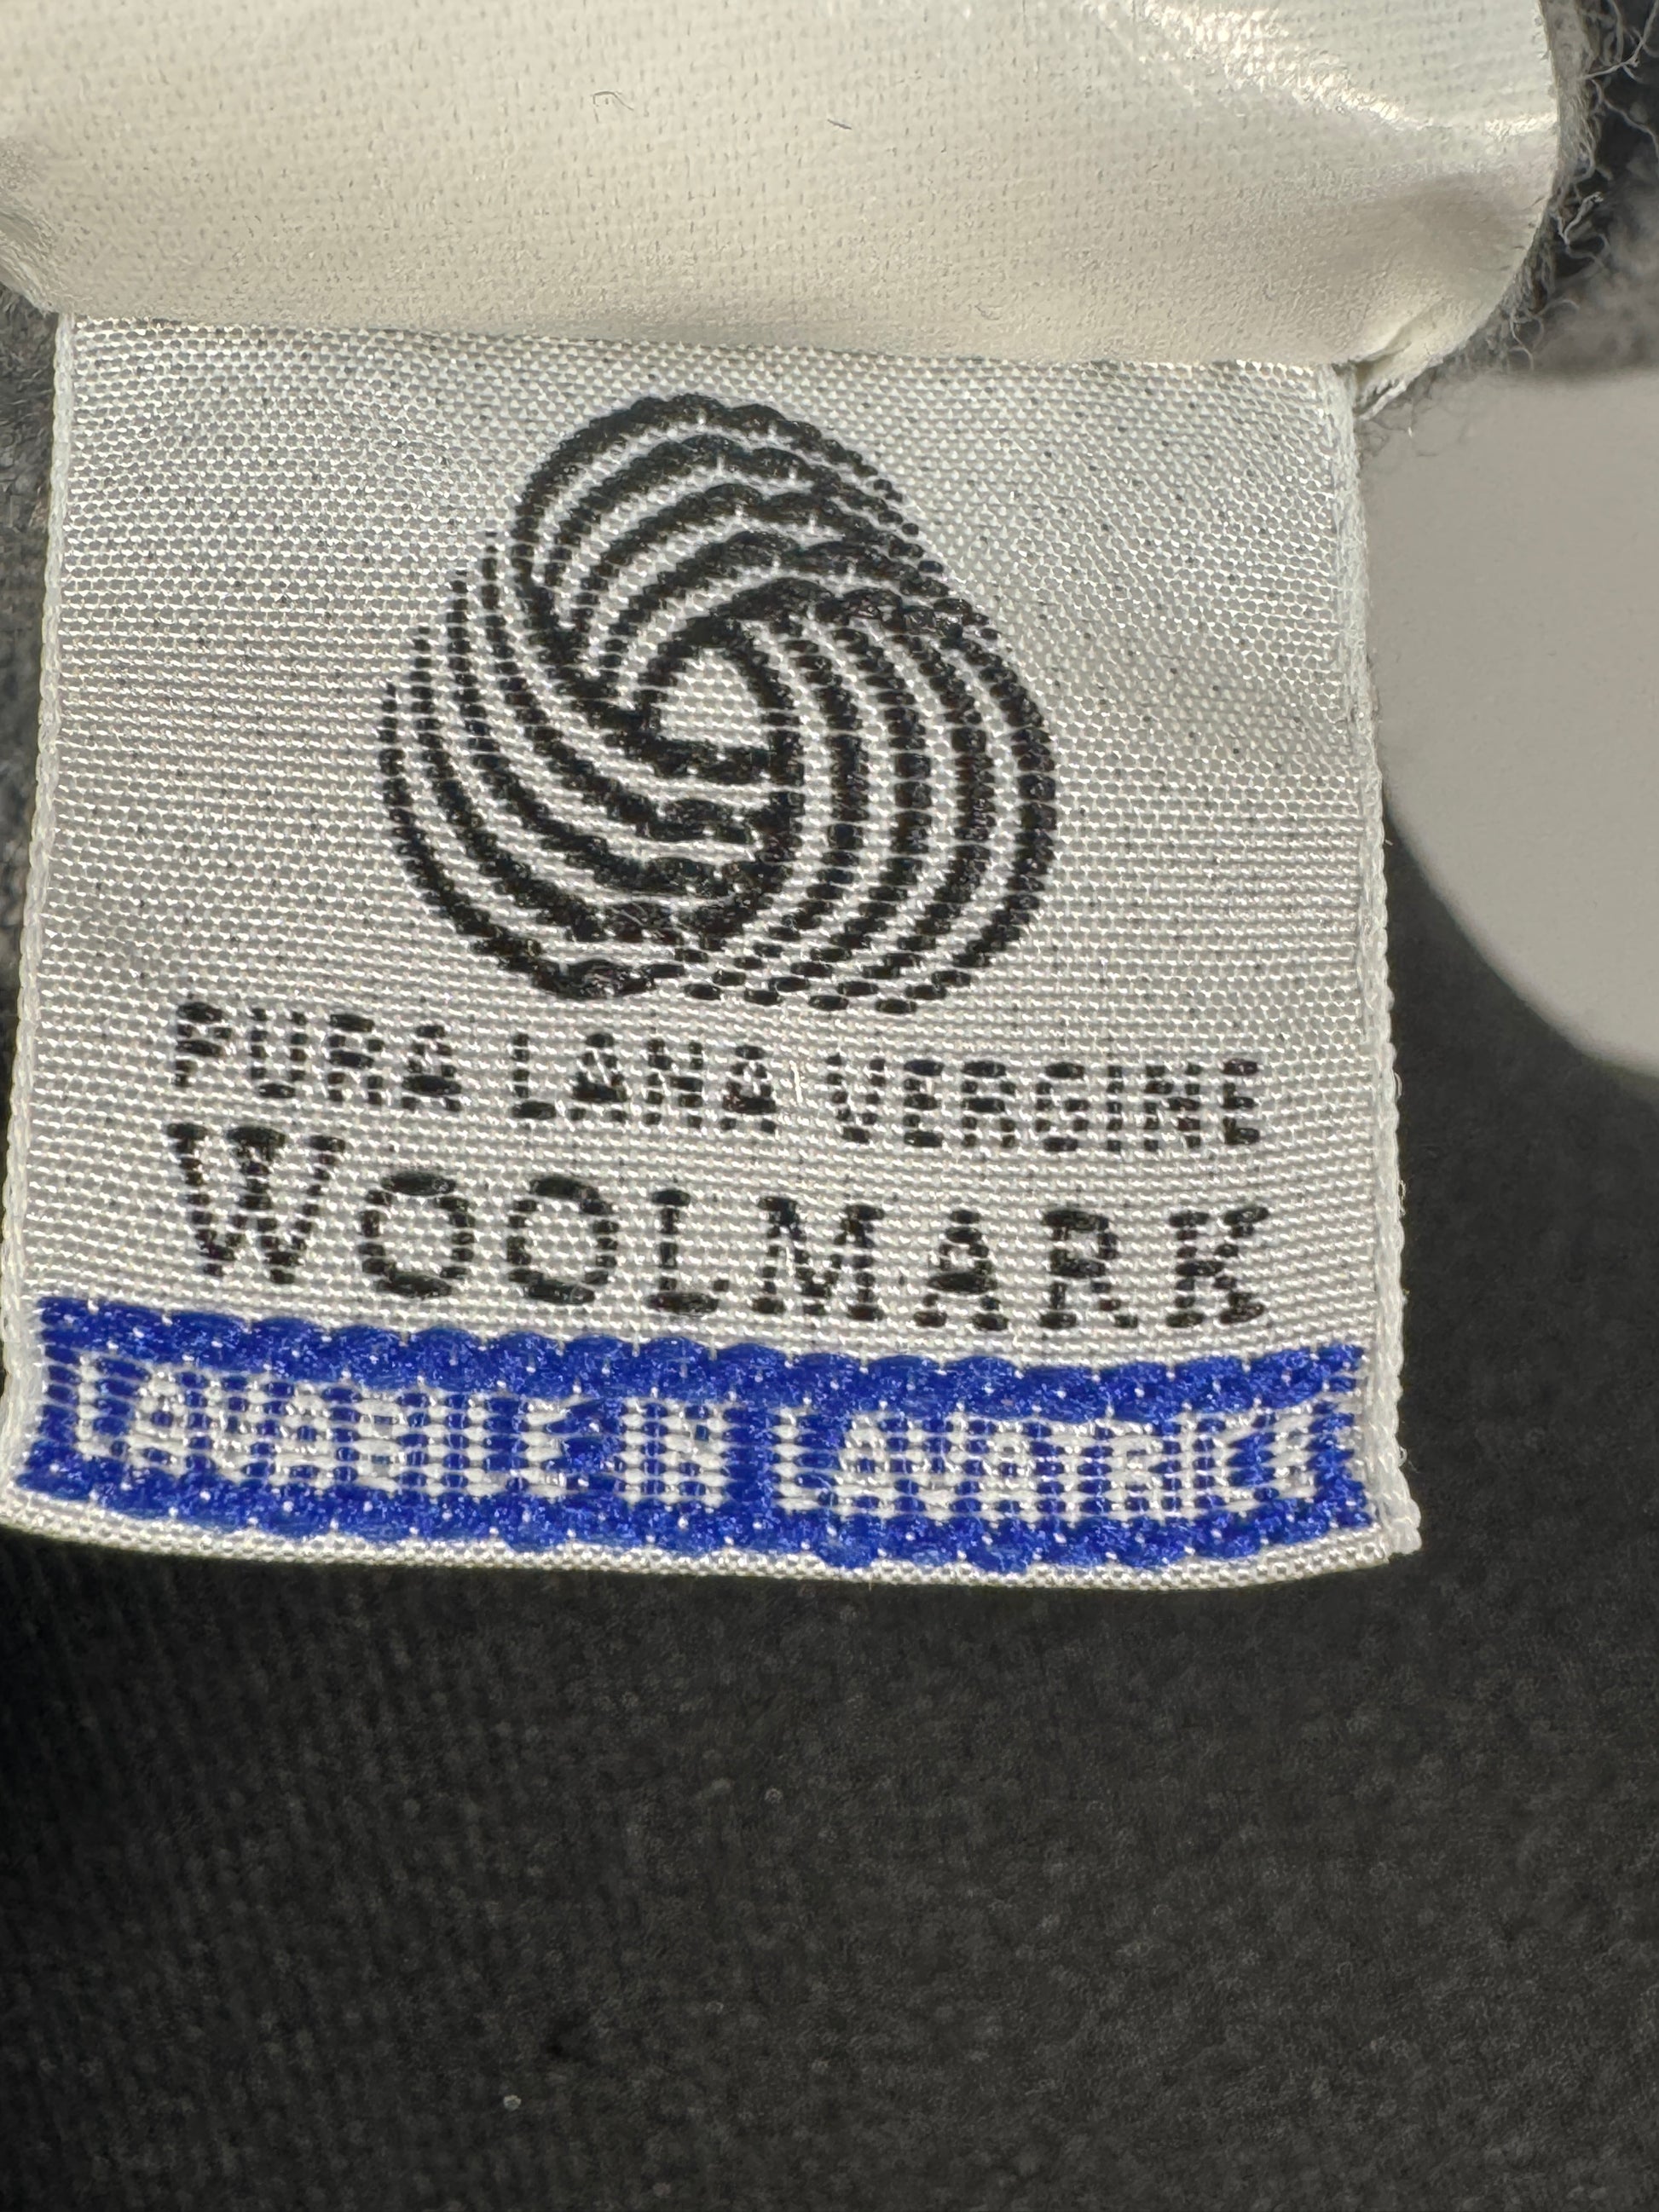 PURA LANA VERGINE
WOOLMARK
LAVABILE IN LAVATRICE